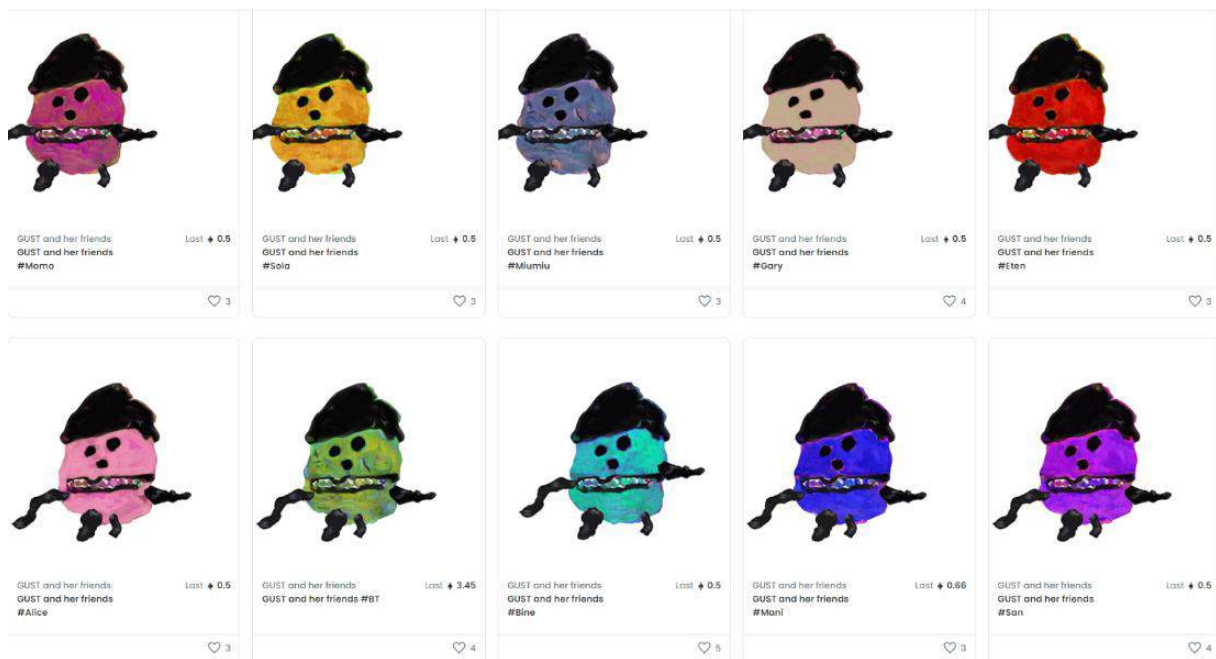 GUST and her friends Last 0.5
GUST and her friends
#Momo
3
GUST and her friends Last 0.5
GUST and her friends
#Sola
3
GUST and her friends Last 0.5
GUST and her friends
#Miumiu
3
GUST and her friends Last 0.5
GUST and her friends
#Gary
4
GUST and her friends Last 0.5
GUST and her friends
#Eten
3
GUST and her friends Last 0.5
GUST and her friends
#Alice
3
GUST and her friends Last 3.45
GUST and her friends #BT
4
GUST and her friends Last 0.5
GUST and her friends
#Bine
5
GUST and her friends Last 0.66
GUST and her friends
#Mani
3
GUST and her friends Last 0.5
GUST and her friends
#San
4